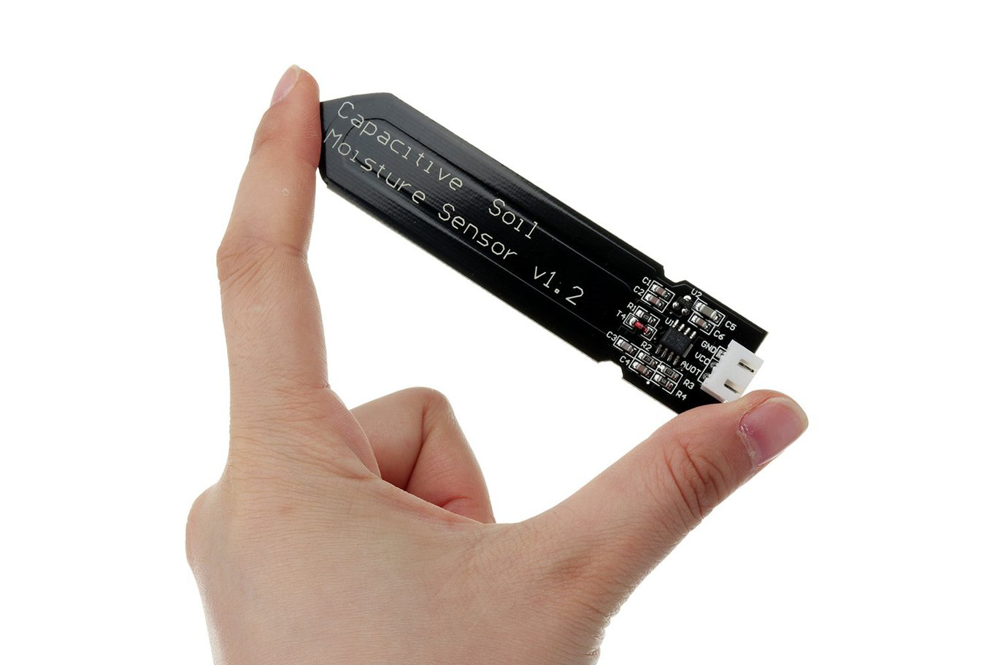 Capacitive Soil
Moisture Sensor v1.2
C1
C2
U2
R1
T4
U1
C5
C6
C3
R2
GND
VCC
C4
AUOT
R3
R4